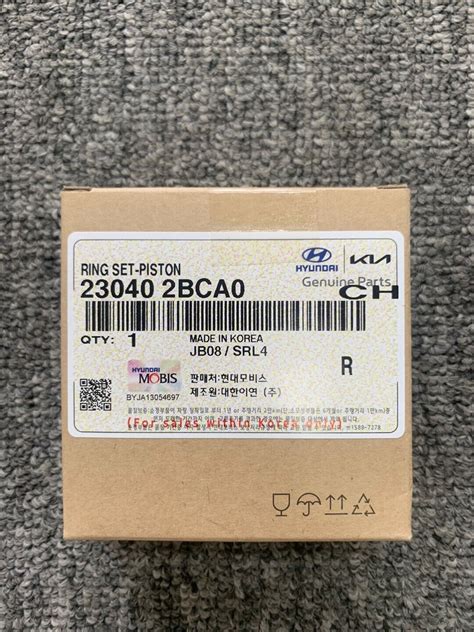 RING SET-PISTON
HYUNDAI KIA
Genuine Parts
23040 2BCA0
CH
QTY: 1
MADE IN KOREA
JB08 / SRL4
R
HYUNDAI
MOBIS
판매처:현대모비스
제조원:대한이연 (주)
BYJA13054697
(For sales within Korea only)